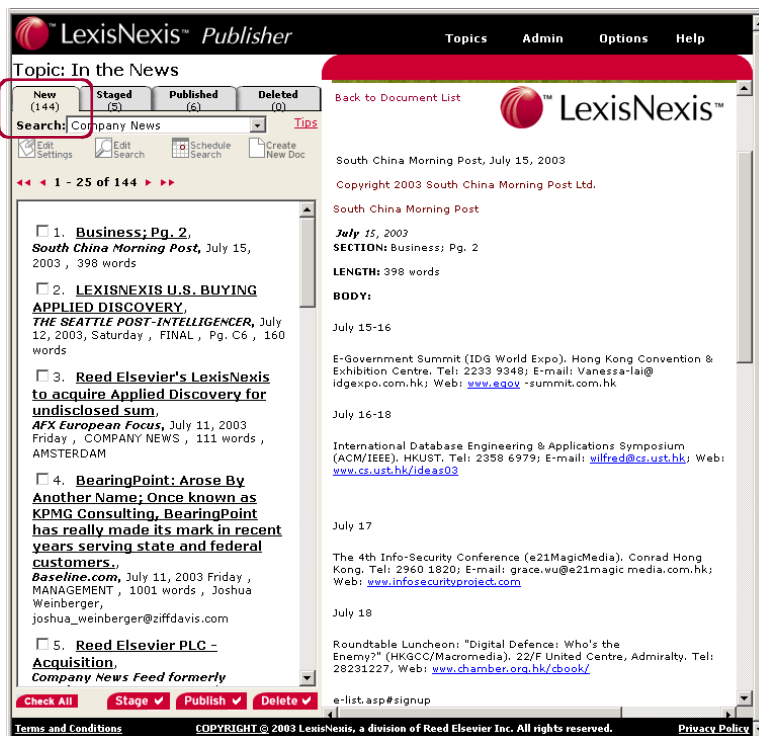 LexisNexis™ Publisher
Topics Admin Options Help
Topic: In the News
New (144)
Staged (5)
Published (6)
Deleted (0)
Search: Company News
Tips
Edit Settings
Edit Search
Schedule Search
Create New Doc
1 - 25 of 144
1. Business; Pg. 2,
South China Morning Post, July 15,
2003 , 398 words
2. LEXISNEXIS U.S. BUYING
APPLIED DISCOVERY,
THE SEATTLE POST-INTELLIGENCER, July
12, 2003, Saturday , FINAL , Pg. C6 , 160
words
3. Reed Elsevier's LexisNexis
to acquire Applied Discovery for
undisclosed sum,
AFX European Focus, July 11, 2003
Friday , COMPANY NEWS , 111 words ,
AMSTERDAM
4. BearingPoint: Arose By
Another Name; Once known as
KPMG Consulting, BearingPoint
has really made its mark in recent
years serving state and federal
customers.,
Baseline.com, July 11, 2003 Friday ,
MANAGEMENT , 1001 words , Joshua
Weinberger,
joshua_weinberger@ziffdavis.com
5. Reed Elsevier PLC -
Acquisition,
Company News Feed formerly
Check All
Stage
Publish
Delete
Back to Document List
LexisNexis™
South China Morning Post, July 15, 2003
Copyright 2003 South China Morning Post Ltd.
South China Morning Post
July 15, 2003
SECTION: Business; Pg. 2
LENGTH: 398 words
BODY:
July 15-16
E-Government Summit (IDG World Expo). Hong Kong Convention &
Exhibition Centre. Tel: 2233 9348; E-mail: Vanessa-lai@
idgexpo.com.hk; Web: www.egov -summit.com.hk
July 16-18
International Database Engineering & Applications Symposium
(ACM/IEEE). HKUST. Tel: 2358 6979; E-mail: wilfred@cs.ust.hk; Web:
www.cs.ust.hk/ideas03
July 17
The 4th Info-Security Conference (e21MagicMedia). Conrad Hong
Kong. Tel: 2960 1820; E-mail: grace.wu@e21magic media.com.hk;
Web: www.infosecurityproject.com
July 18
Roundtable Luncheon: "Digital Defence: Who's the
Enemy?" (HKGCC/Macromedia). 22/F United Centre, Admiralty. Tel:
28231227, Web: www.chamber.org.hk/cbook/
e-list.asp#signup
Terms and Conditions COPYRIGHT © 2003 LexisNexis, a division of Reed Elsevier Inc. All rights reserved. Privacy Policy